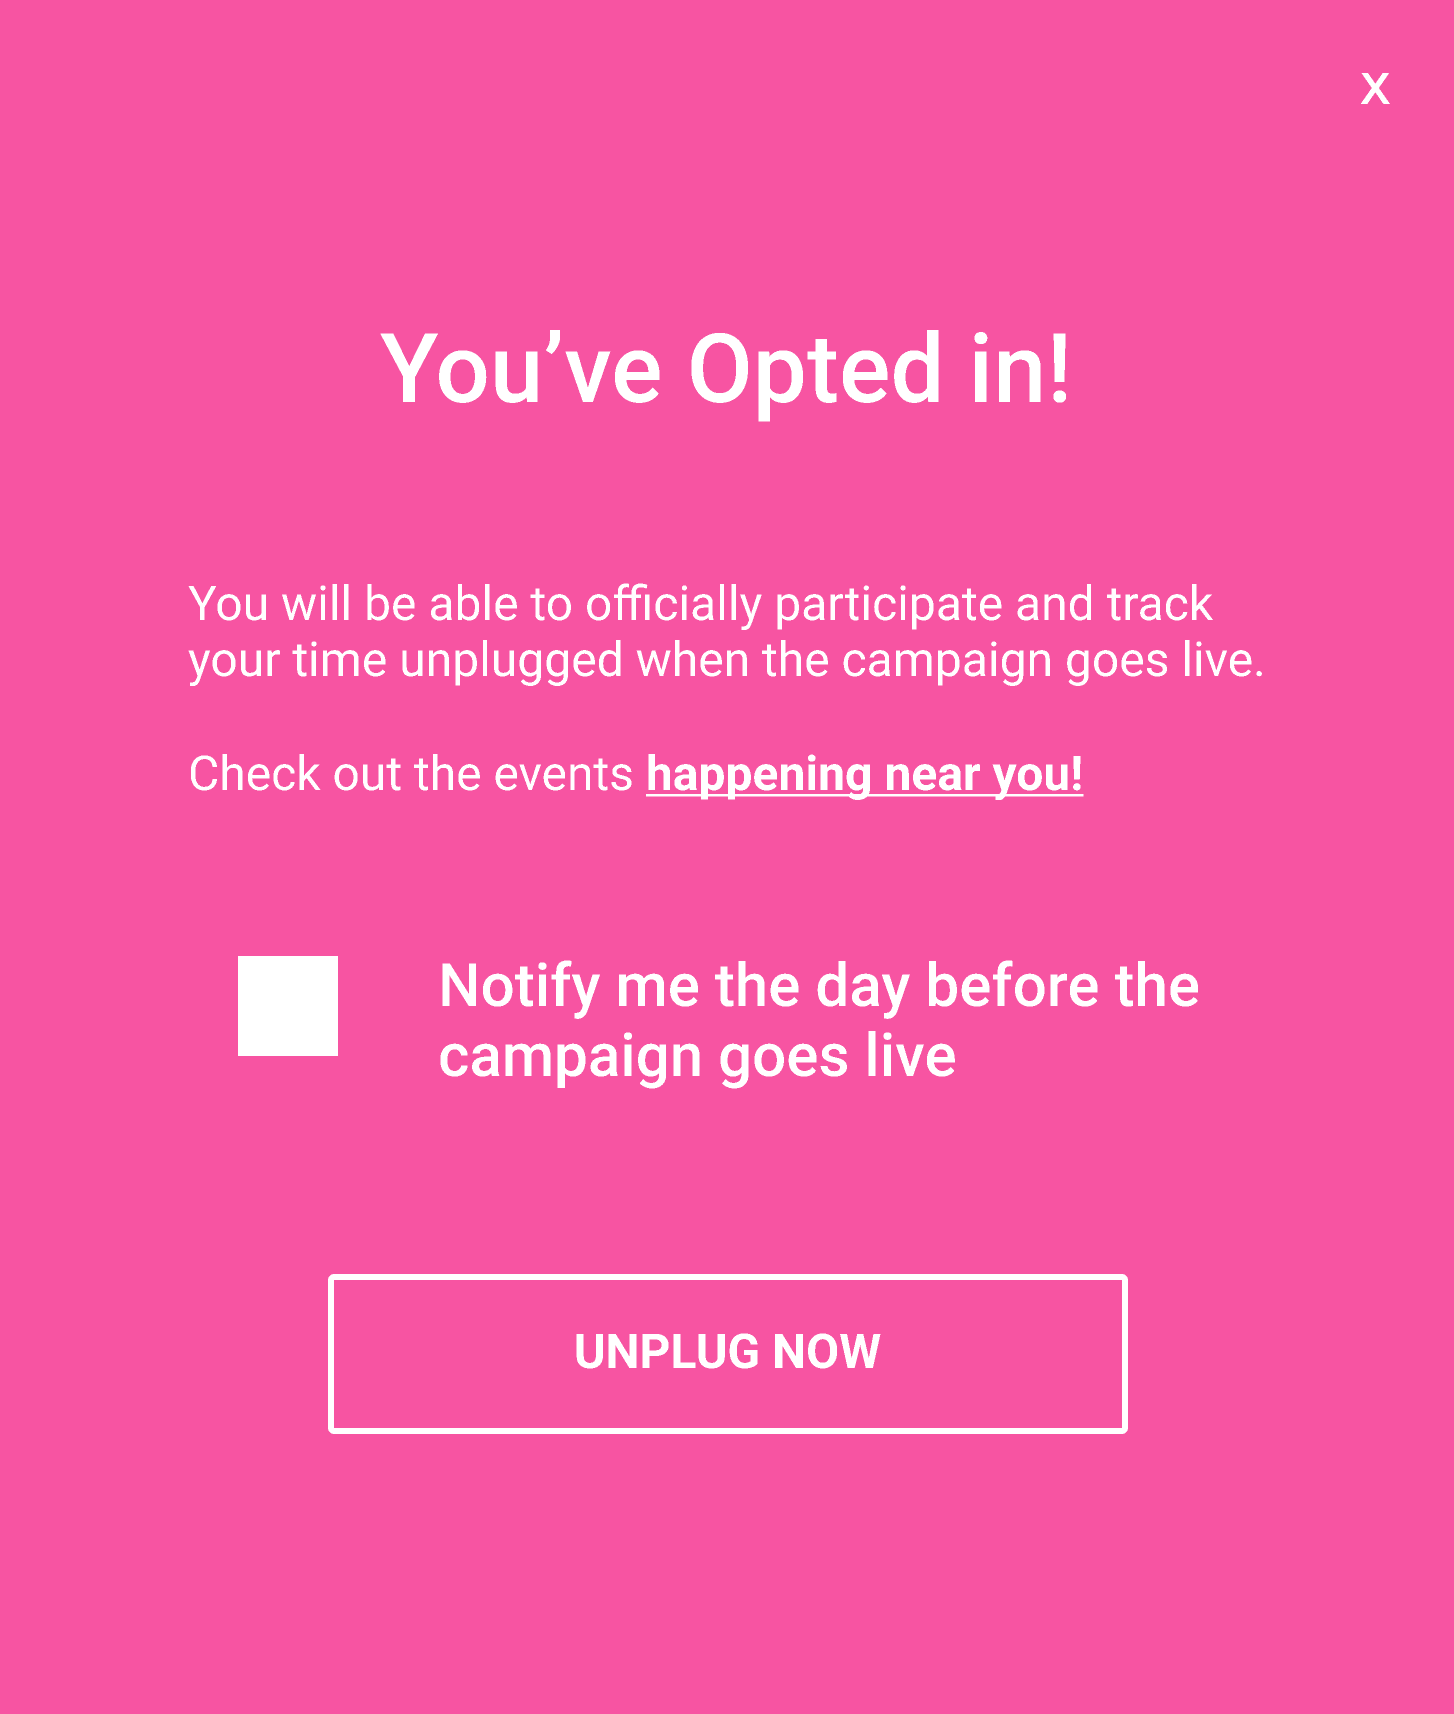 X
You’ve Opted in!
You will be able to officially participate and track
your time unplugged when the campaign goes live.
Check out the events happening near you!
Notify me the day before the
campaign goes live
UNPLUG NOW